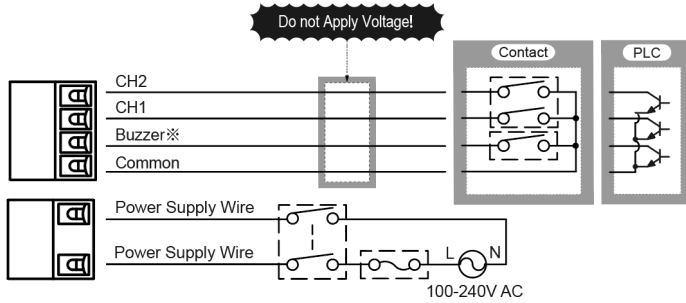 Do not Apply Voltage!
Contact
PLC
CH2
CH1
Buzzer※
Common
Power Supply Wire
Power Supply Wire
L
N
100-240V AC